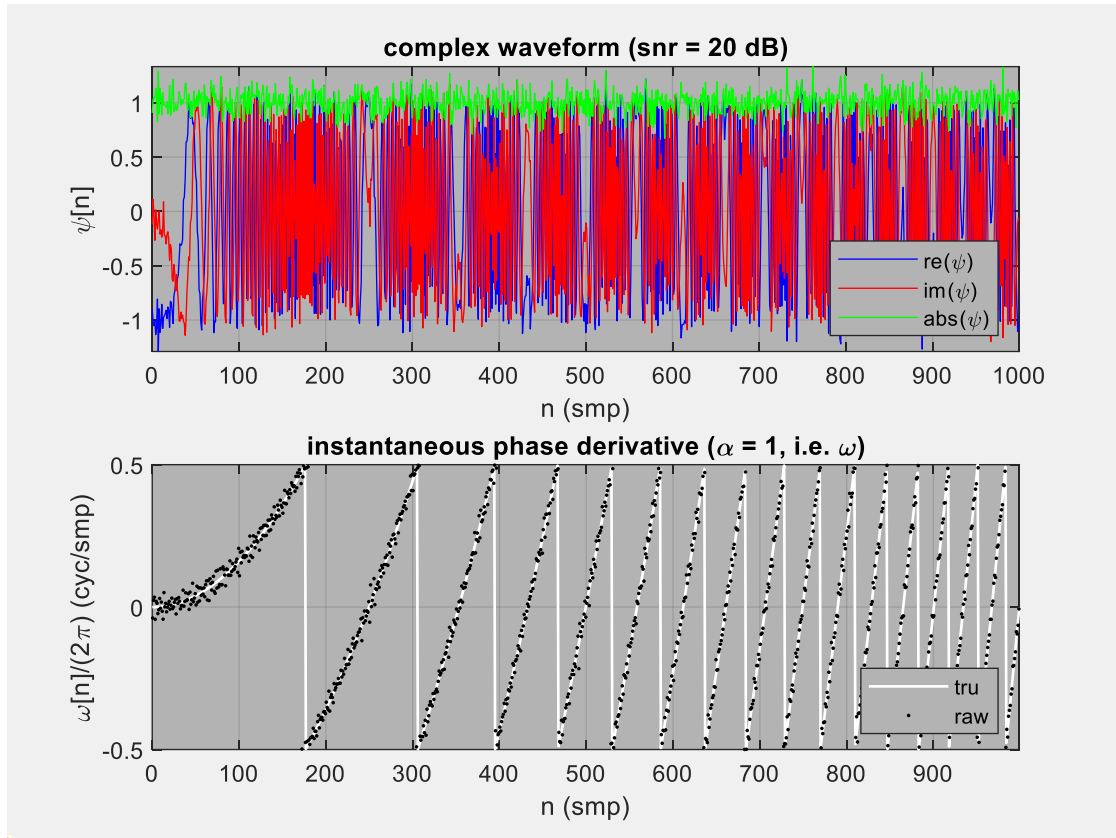 complex waveform (snr = 20 dB)
1
0.5
0
-0.5
-1
ψ[n]
re(ψ)
im(ψ)
abs(ψ)
0 100 200 300 400 500 600 700 800 900 1000
n (smp)
instantaneous phase derivative (α = 1, i.e. ω)
0.5
0
-0.5
ω[n]/(2π) (cyc/smp)
tru
raw
0 100 200 300 400 500 600 700 800 900
n (smp)